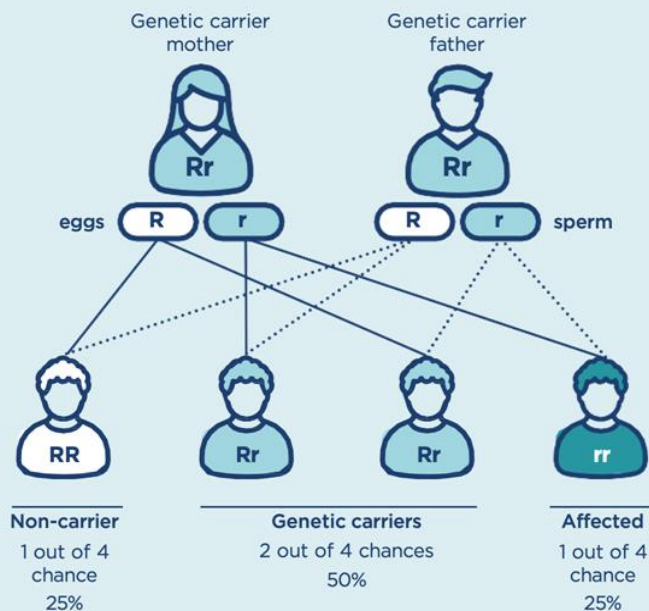 Genetic carrier
mother
Genetic carrier
father
Rr
Rr
eggs
R
r
R
r
sperm
RR
Rr
Rr
rr
Non-carrier
1 out of 4
chance
25%
Genetic carriers
2 out of 4 chances
50%
Affected
1 out of 4
chance
25%